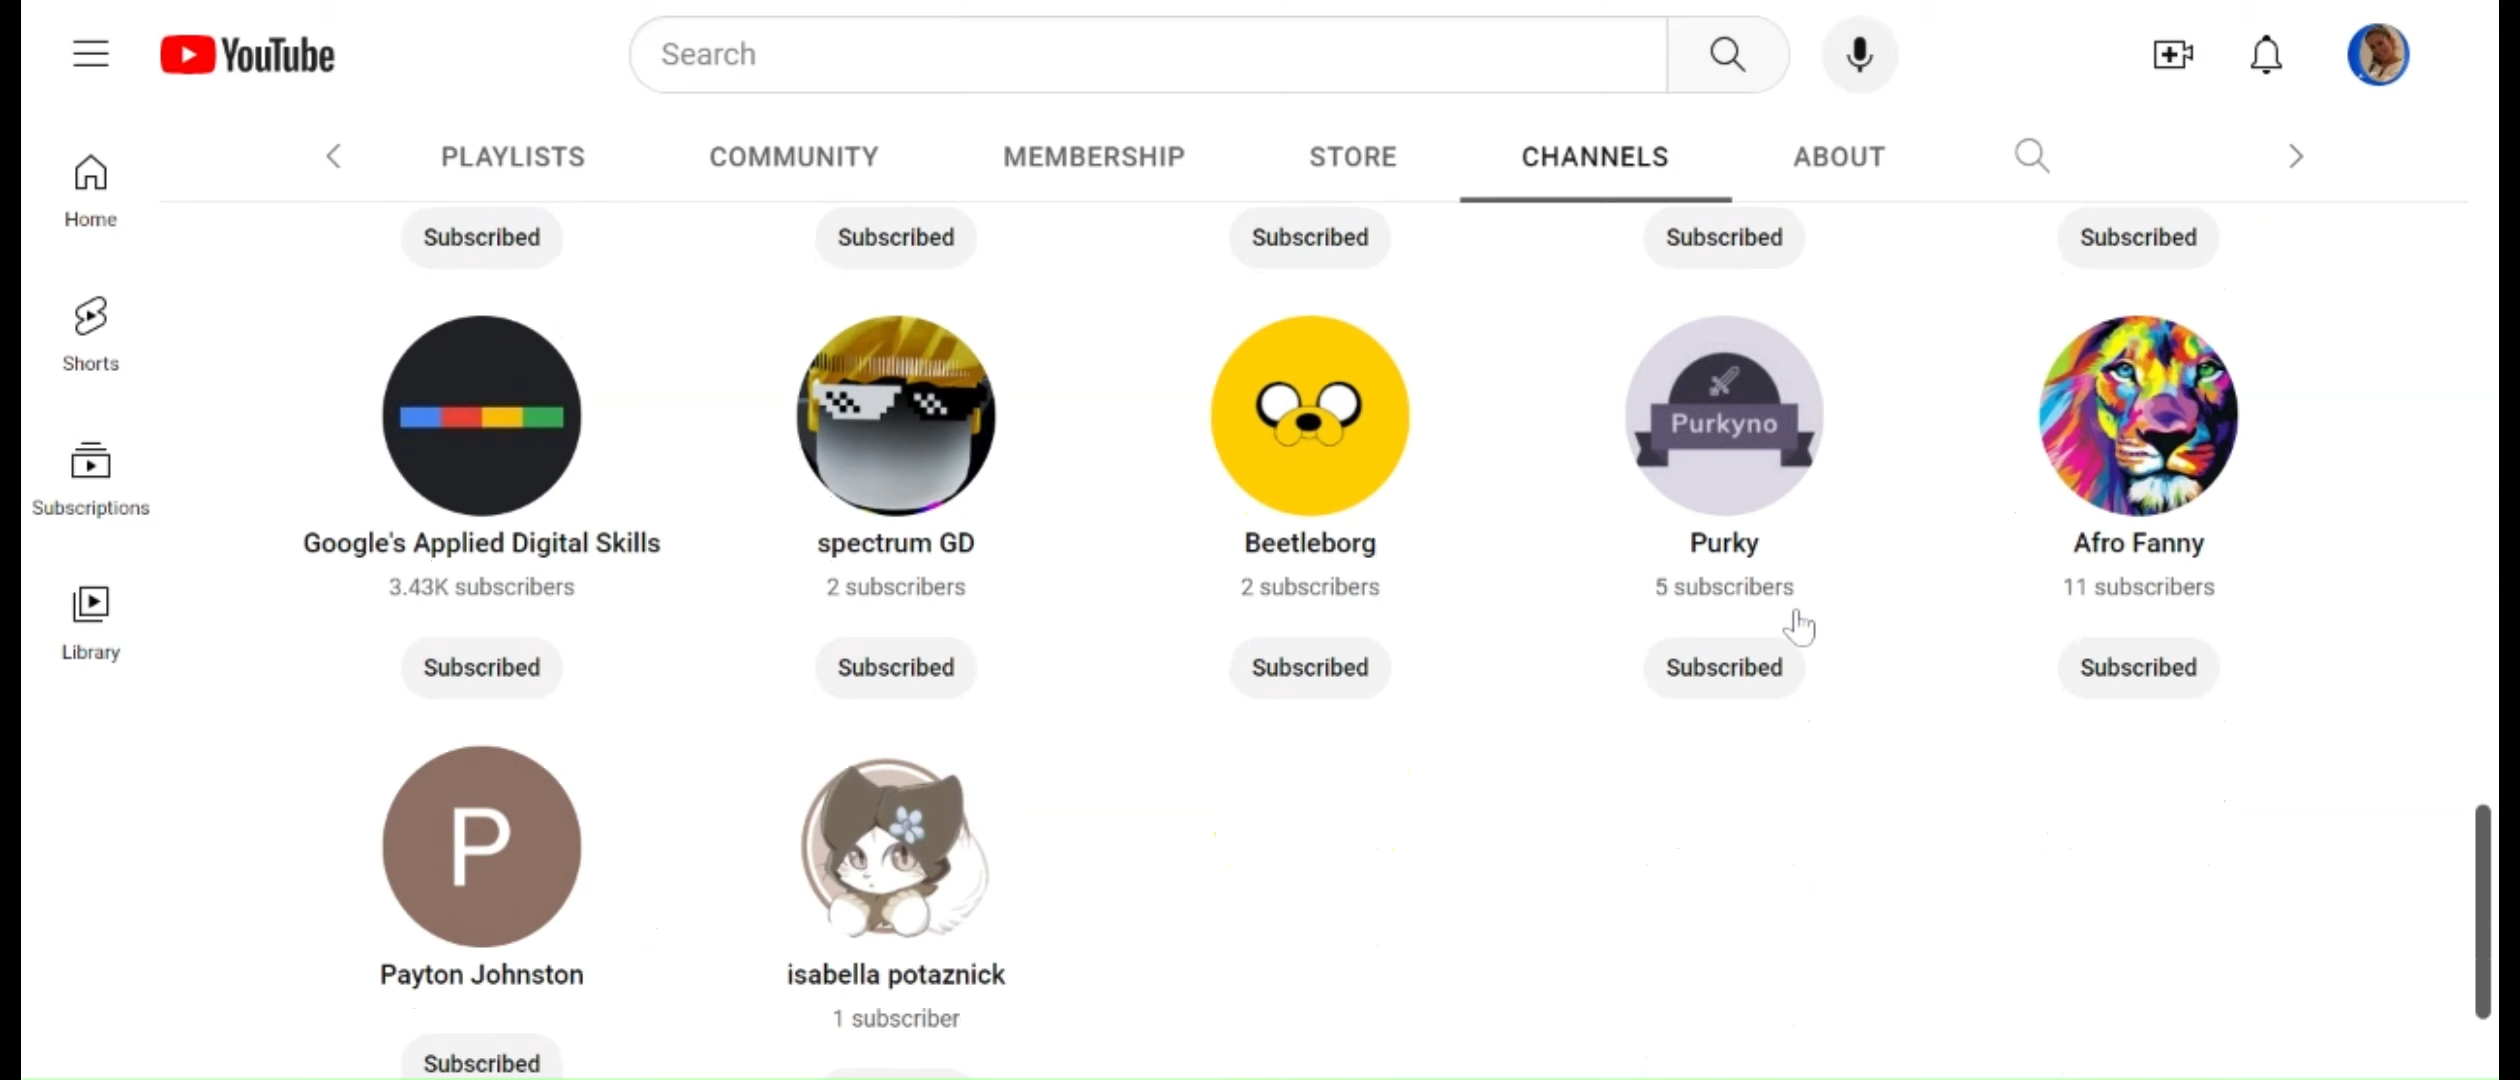 YouTube
Search
PLAYLISTS COMMUNITY MEMBERSHIP STORE CHANNELS ABOUT
Home
Shorts
Subscriptions
Library
Subscribed Subscribed Subscribed Subscribed Subscribed
Purkyno
Google's Applied Digital Skills spectrum GD Beetleborg Purky Afro Fanny
3.43K subscribers 2 subscribers 2 subscribers 5 subscribers 11 subscribers
Subscribed Subscribed Subscribed Subscribed Subscribed
P
Payton Johnston isabella potaznick
1 subscriber
Subscribed